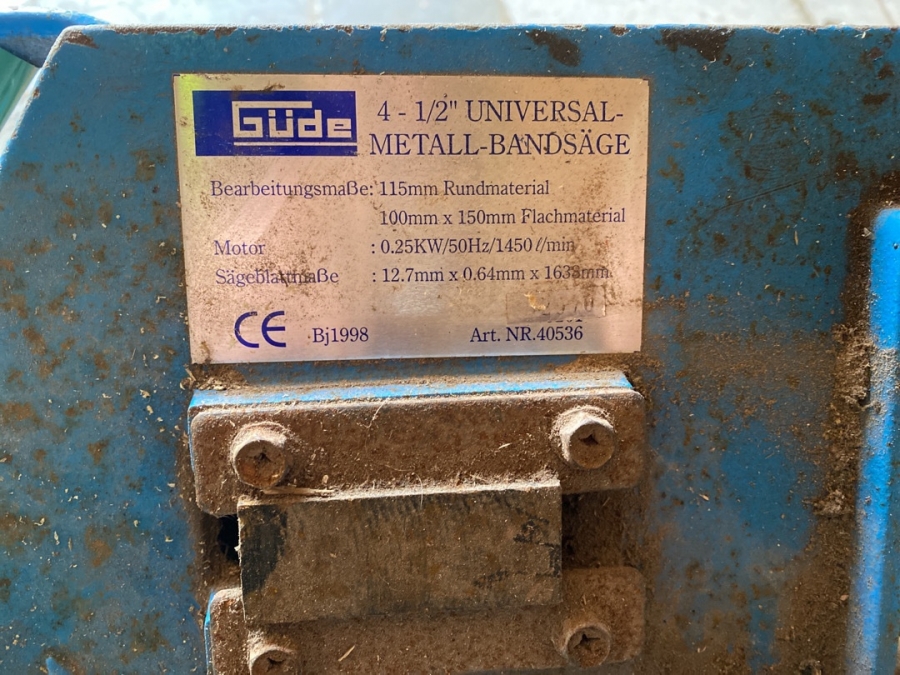 Güde
4 - 1/2" UNIVERSAL-
METALL-BANDSÄGE
Bearbeitungsmaße: 115mm Rundmaterial
100mm x 150mm Flachmaterial
Motor : 0.25KW/50Hz/1450 l/min
Sägeblattmaße : 12.7mm x 0.64mm x 1638mm
CE Bj1998
Art. NR.40536